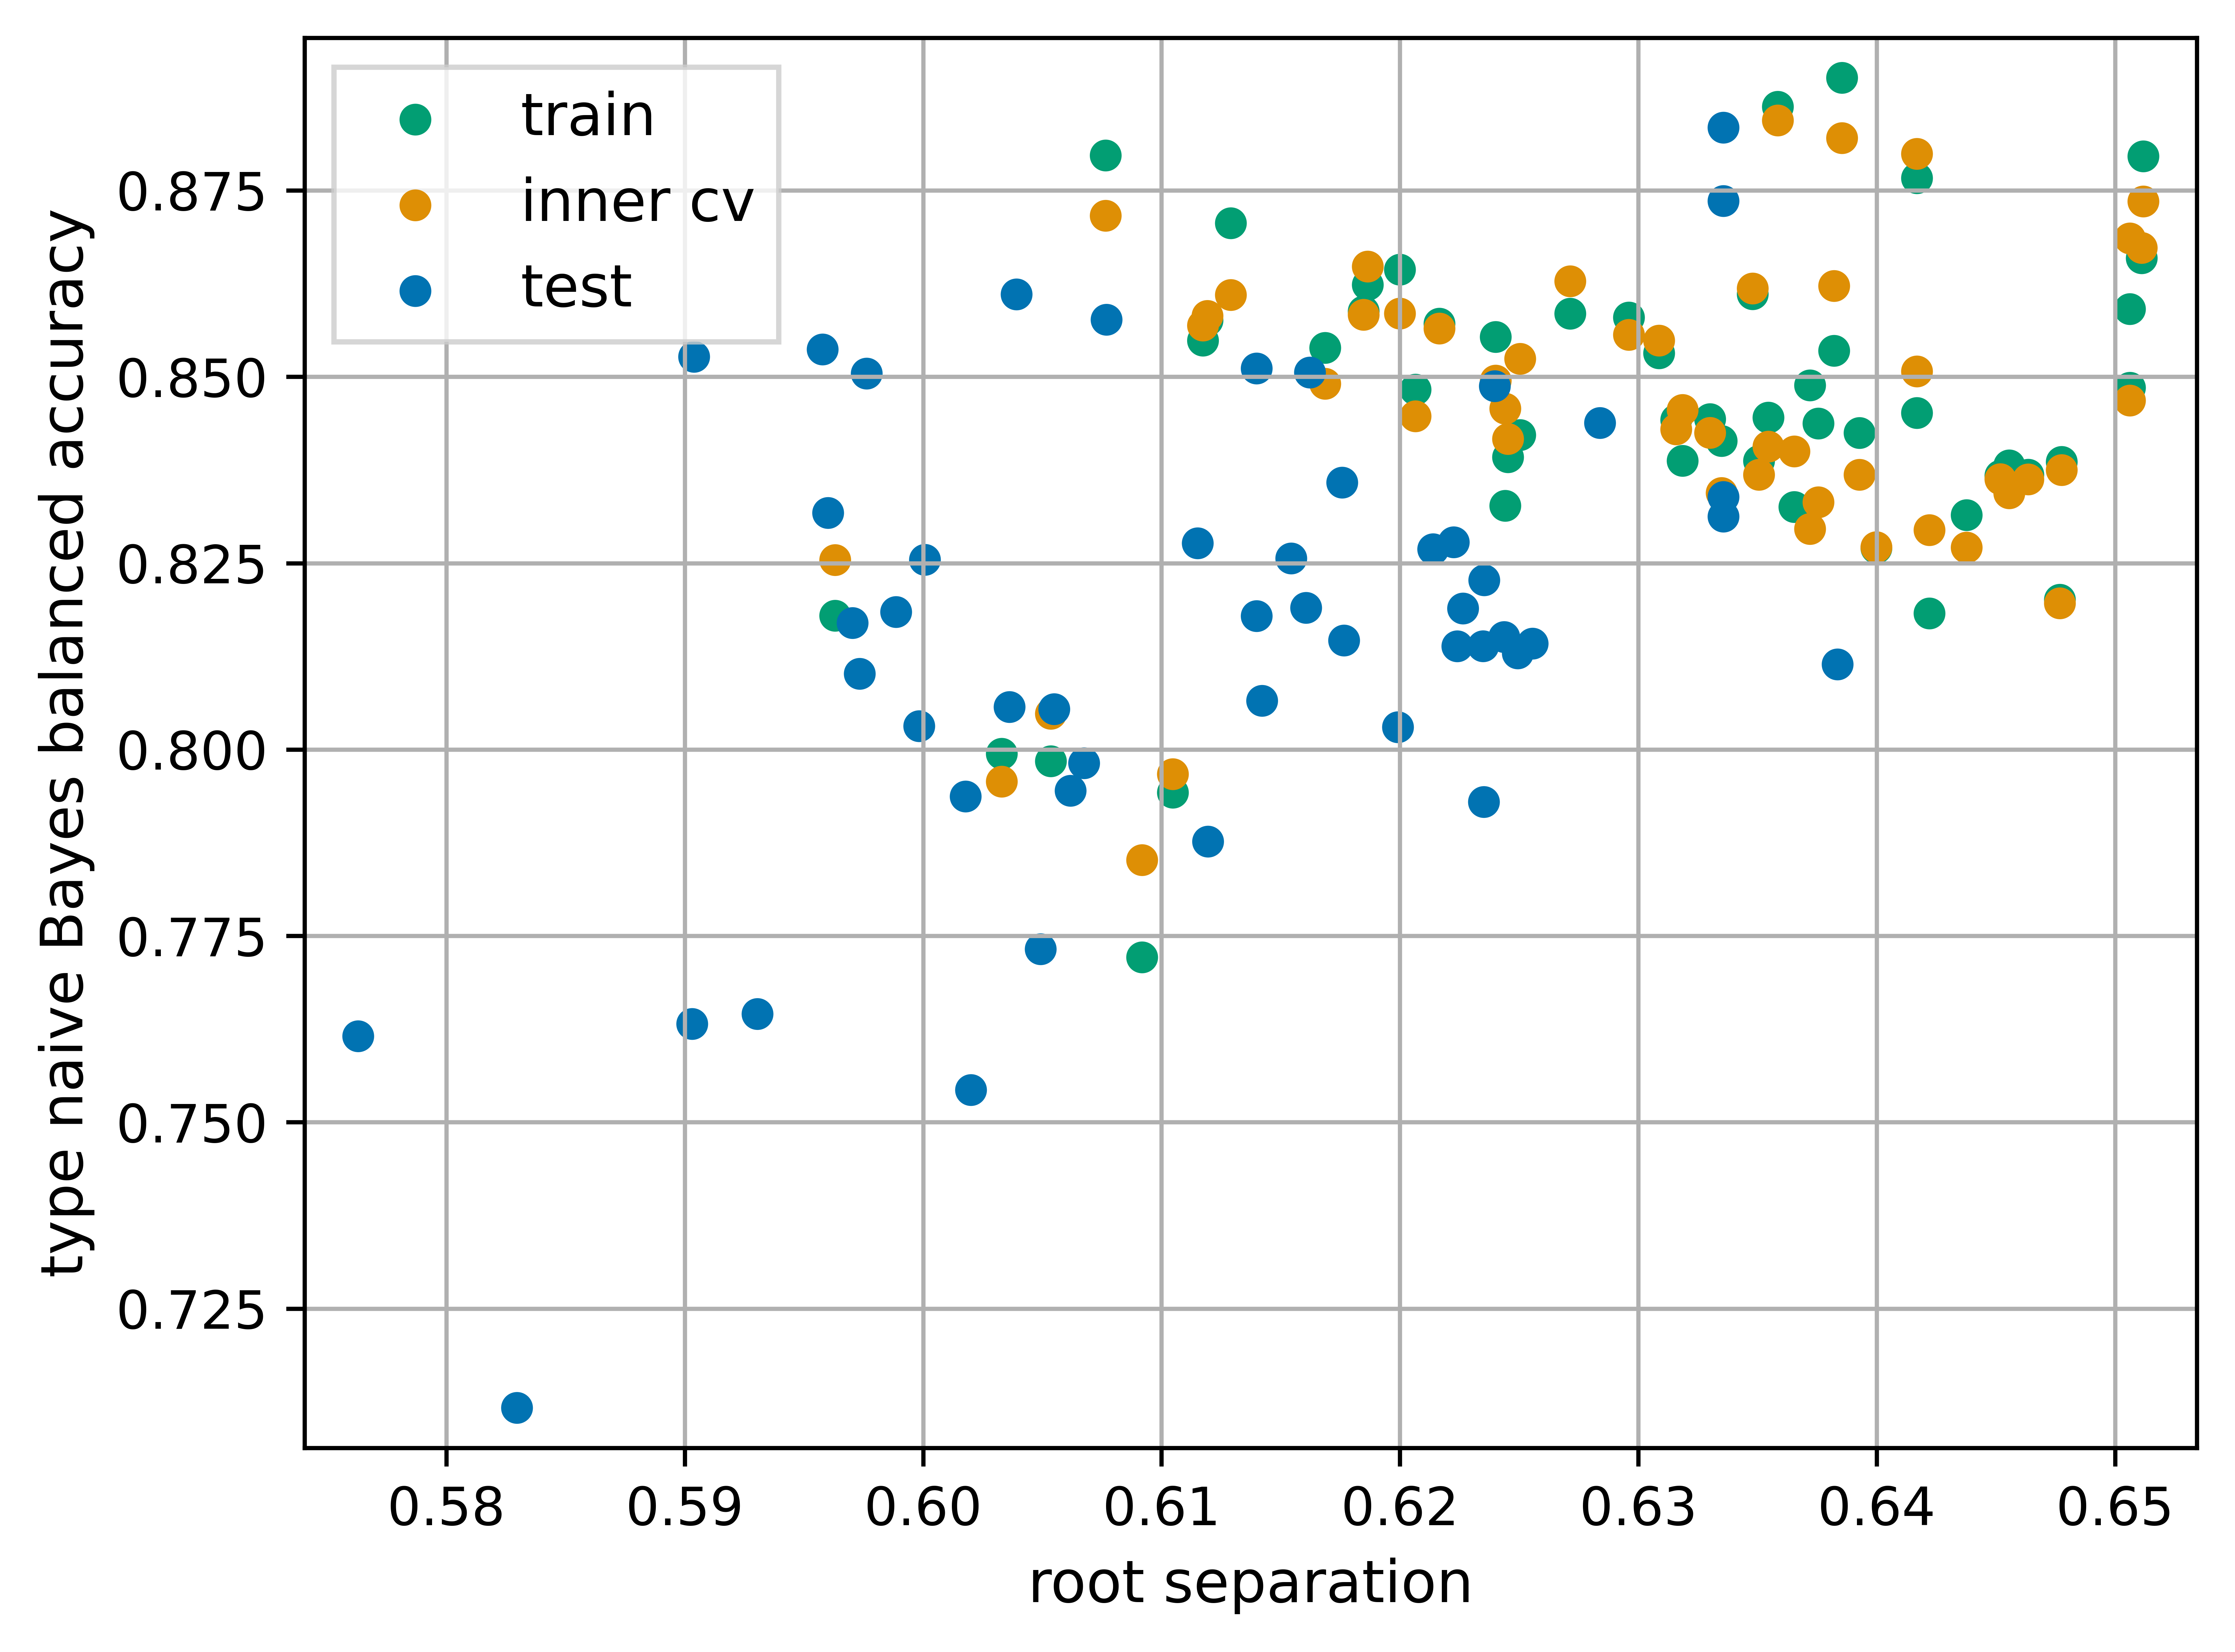 train
inner cv
test
0.875
0.850
0.825
0.800
0.775
0.750
0.725
type naive Bayes balanced accuracy
0.58 0.59 0.60 0.61 0.62 0.63 0.64 0.65
root separation